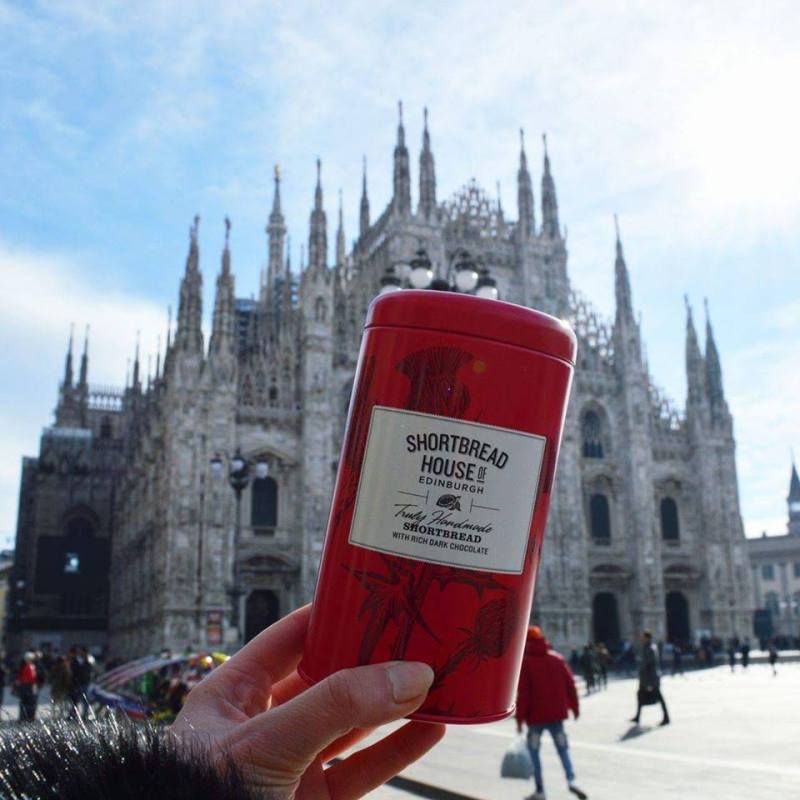 SHORTBREAD
HOUSE OF
EDINBURGH
Truly Handmade
SHORTBREAD
WITH RICH DARK CHOCOLATE